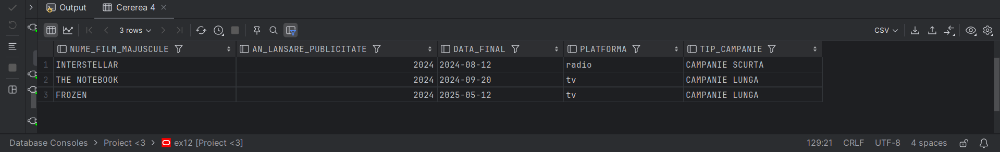 Output Cererea 4
3 rows CSV
NUME_FILM_MAJUSCULE AN_LANSARE_PUBLICITATE DATA_FINAL PLATFORMA TIP_CAMPANIE
1 INTERSTELLAR 2024 2024-08-12 radio CAMPANIE SCURTA
2 THE NOTEBOOK 2024 2024-09-20 tv CAMPANIE LUNGA
3 FROZEN 2024 2025-05-12 tv CAMPANIE LUNGA
Database Consoles > Proiect <3 > ex12 [Proiect <3] 129:21 CRLF UTF-8 4 spaces